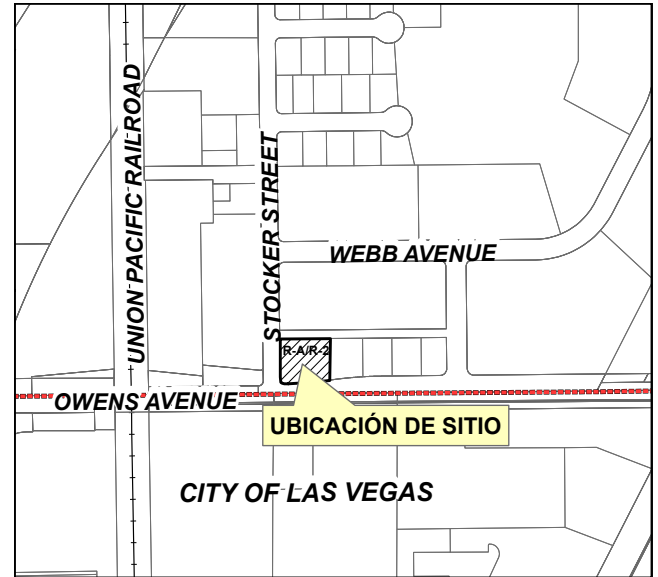 UNION PACIFIC RAILROAD
STOCKER STREET
WEBB AVENUE
R-A/R-2
OWENS AVENUE
UBICACIÓN DE SITIO
CITY OF LAS VEGAS